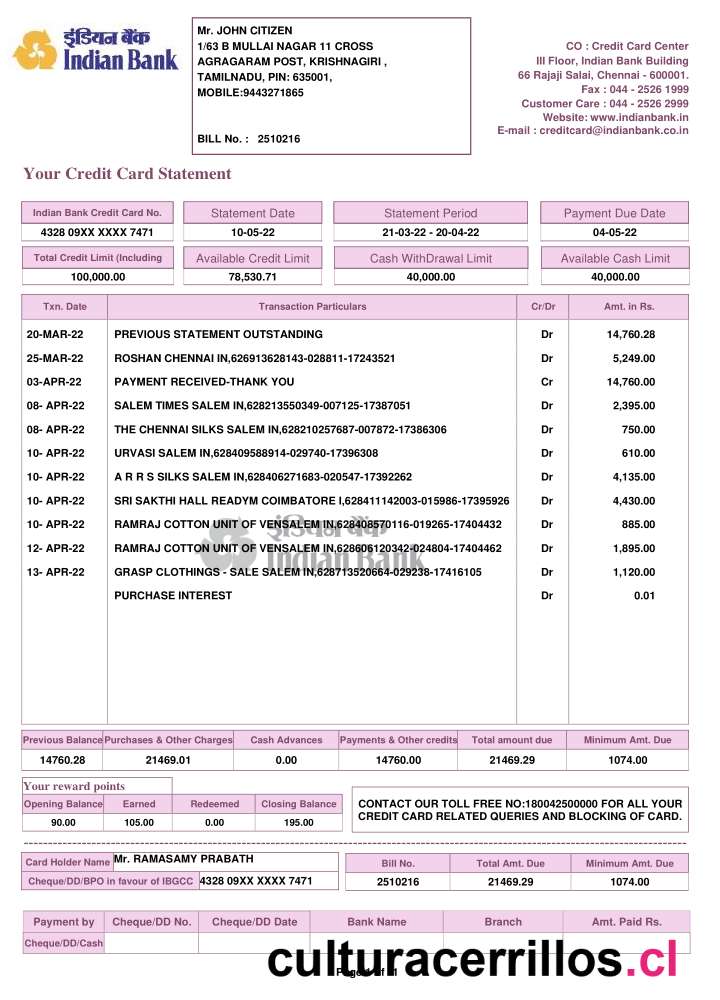 इंडियन बैंक
Indian Bank
Mr. JOHN CITIZEN
1/63 B MULLAI NAGAR 11 CROSS
AGRAGARAM POST, KRISHNAGIRI ,
TAMILNADU, PIN: 635001,
MOBILE:9443271865
BILL No. : 2510216
CO : Credit Card Center
III Floor, Indian Bank Building
66 Rajaji Salai, Chennai - 600001.
Fax : 044 - 2526 1999
Customer Care : 044 - 2526 2999
Website: www.indianbank.in
E-mail : creditcard@indianbank.co.in
Your Credit Card Statement
Indian Bank Credit Card No. Statement Date Statement Period Payment Due Date
4328 09XX XXXX 7471 10-05-22 21-03-22 - 20-04-22 04-05-22
Total Credit Limit (Including Available Credit Limit Cash WithDrawal Limit Available Cash Limit
100,000.00 78,530.71 40,000.00 40,000.00
Txn. Date Transaction Particulars Cr/Dr Amt. in Rs.
20-MAR-22 PREVIOUS STATEMENT OUTSTANDING Dr 14,760.28
25-MAR-22 ROSHAN CHENNAI IN,626913628143-028811-17243521 Dr 5,249.00
03-APR-22 PAYMENT RECEIVED-THANK YOU Cr 14,760.00
08- APR-22 SALEM TIMES SALEM IN,628213550349-007125-17387051 Dr 2,395.00
08- APR-22 THE CHENNAI SILKS SALEM IN,628210257687-007872-17386306 Dr 750.00
10- APR-22 URVASI SALEM IN,628409588914-029740-17396308 Dr 610.00
10- APR-22 A R R S SILKS SALEM IN,628406271683-020547-17392262 Dr 4,135.00
10- APR-22 SRI SAKTHI HALL READYM COIMBATORE I,628411142003-015986-17395926 Dr 4,430.00
10- APR-22 RAMRAJ COTTON UNIT OF VENSALEM IN,628408570116-019265-17404432 Dr 885.00
इंडियन बैंक
12- APR-22 RAMRAJ COTTON UNIT OF VENSALEM IN,628606120342-024804-17404462 Dr 1,895.00
Indian Bank
13- APR-22 GRASP CLOTHINGS - SALE SALEM IN,628713520664-029238-17416105 Dr 1,120.00
PURCHASE INTEREST Dr 0.01
Previous Balance Purchases & Other Charges Cash Advances Payments & Other credits Total amount due Minimum Amt. Due
14760.28 21469.01 0.00 14760.00 21469.29 1074.00
Your reward points
Opening Balance Earned Redeemed Closing Balance
90.00 105.00 0.00 195.00
CONTACT OUR TOLL FREE NO:180042500000 FOR ALL YOUR
CREDIT CARD RELATED QUERIES AND BLOCKING OF CARD.
Card Holder Name Mr. RAMASAMY PRABATH
Cheque/DD/BPO in favour of IBGCC 4328 09XX XXXX 7471
Bill No. Total Amt. Due Minimum Amt. Due
2510216 21469.29 1074.00
Payment by Cheque/DD No. Cheque/DD Date Bank Name Branch Amt. Paid Rs.
Cheque/DD/Cash
culturacerrillos.cl